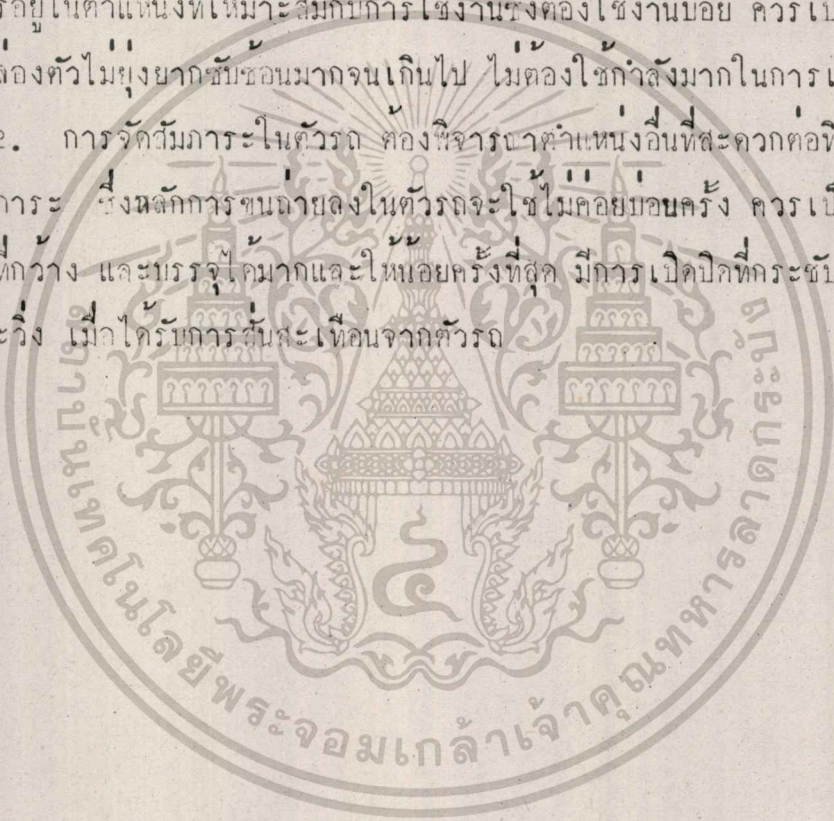 รอยู่ในตำแหน่งที่เหมาะสมกับการใช้งานซึ่งต้องใช้งานบ่อย ควรเป็
ล่องตัวไม่ยุ่งยากซับซ้อนมากจนเกินไป ไม่ต้องใช้กำลังมากในการเ
๒. การจัดสัมภาระในตัวรถ ต้องพิจารณาตำแหน่งอื่นที่สะดวกต่อที
การะ ซึ่งหลักการขนถ่ายลงในตัวรถจะใช้ไม่ค่อยบ่อยครั้ง ควรเป็
ที่กว้าง และบรรจุได้มากและให้น้อยครั้งที่สุด มีการเปิดปิดที่กระชับ
ะวิ่ง เมื่อได้รับการสั่นสะเทือนจากตัวรถ
สถาบันเทคโนโลยีพระจอมเกล้าเจ้าคุณทหารลาดกระบัง
๔